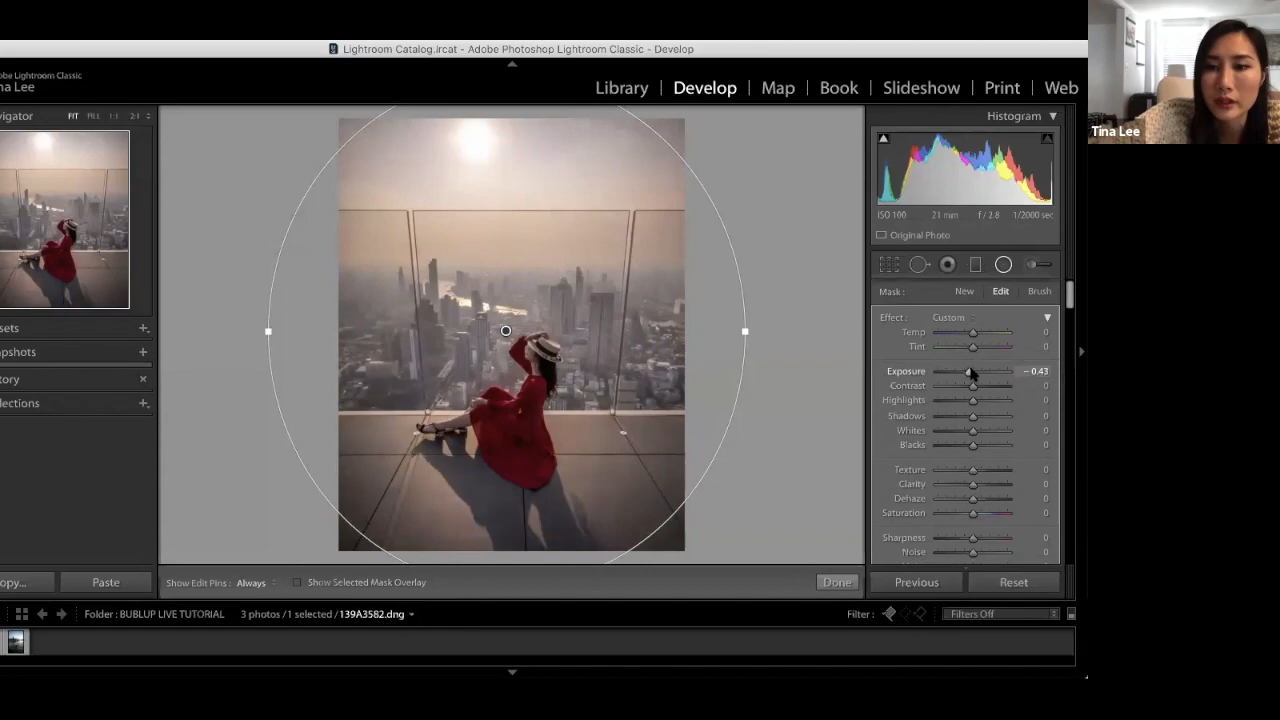 Lightroom Catalog.lrcat - Adobe Photoshop Lightroom Classic - Develop
obe Lightroom Classic
na Lee
Library | Develop | Map | Book | Slideshow | Print | Web
vigator FIT FILL 1:1 2:1
Histogram
ISO 100 21 mm f / 2.8 1/2000 sec
Original Photo
Mask : New Edit Brush
Effect : Custom
Temp 0
Tint 0
Exposure – 0.43
Contrast 0
Highlights 0
Shadows 0
Whites 0
Blacks 0
Texture 0
Clarity 0
Dehaze 0
Saturation 0
Sharpness 0
Noise 0
sets
apshots
tory
llections
opy...
Paste
Show Edit Pins : Always
Show Selected Mask Overlay
Done
Previous
Reset
Folder : BUBLUP LIVE TUTORIAL 3 photos /1 selected /139A3582.dng
Filter :
Filters Off
Tina Lee